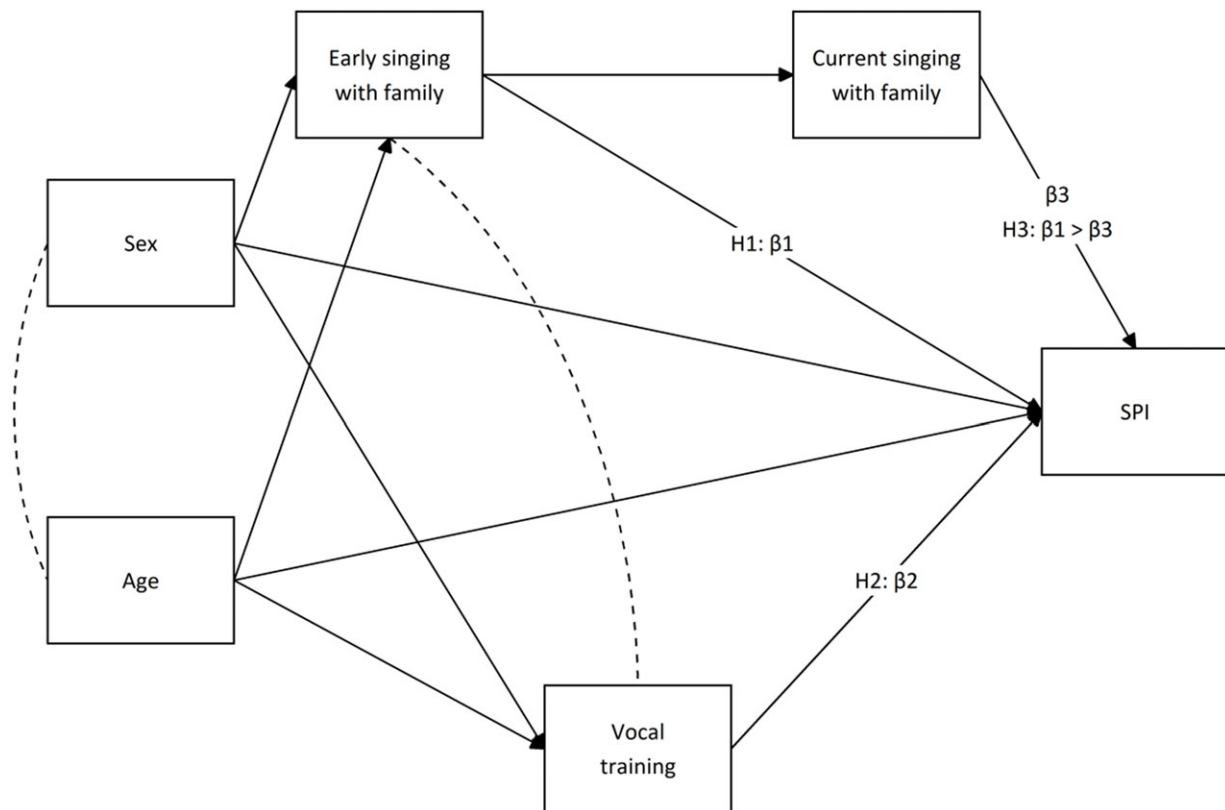 Early singing
with family
Current singing
with family
β3
H3: β1 > β3
Sex
H1: β1
SPI
Age
H2: β2
Vocal
training